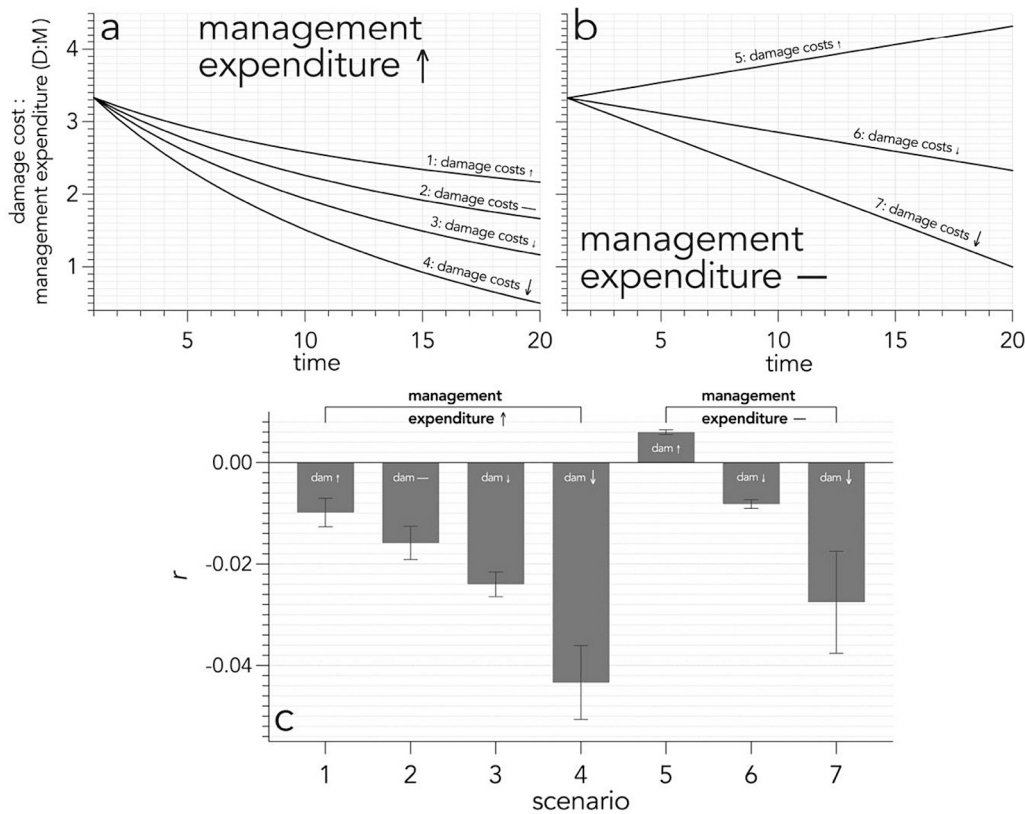 a
management
expenditure ↑
damage cost :
management expenditure (D:M)
4
3
2
1
1: damage costs ↑
2: damage costs —
3: damage costs ↓
4: damage costs ↓
5
10
15
20
time
b
5: damage costs ↑
6: damage costs ↓
7: damage costs ↓
management
expenditure —
5
10
15
20
time
management
expenditure ↑
management
expenditure —
0.00
-0.02
-0.04
r
dam ↑
dam —
dam ↓
dam ↓
dam ↑
dam ↓
dam ↓
c
1
2
3
4
5
6
7
scenario